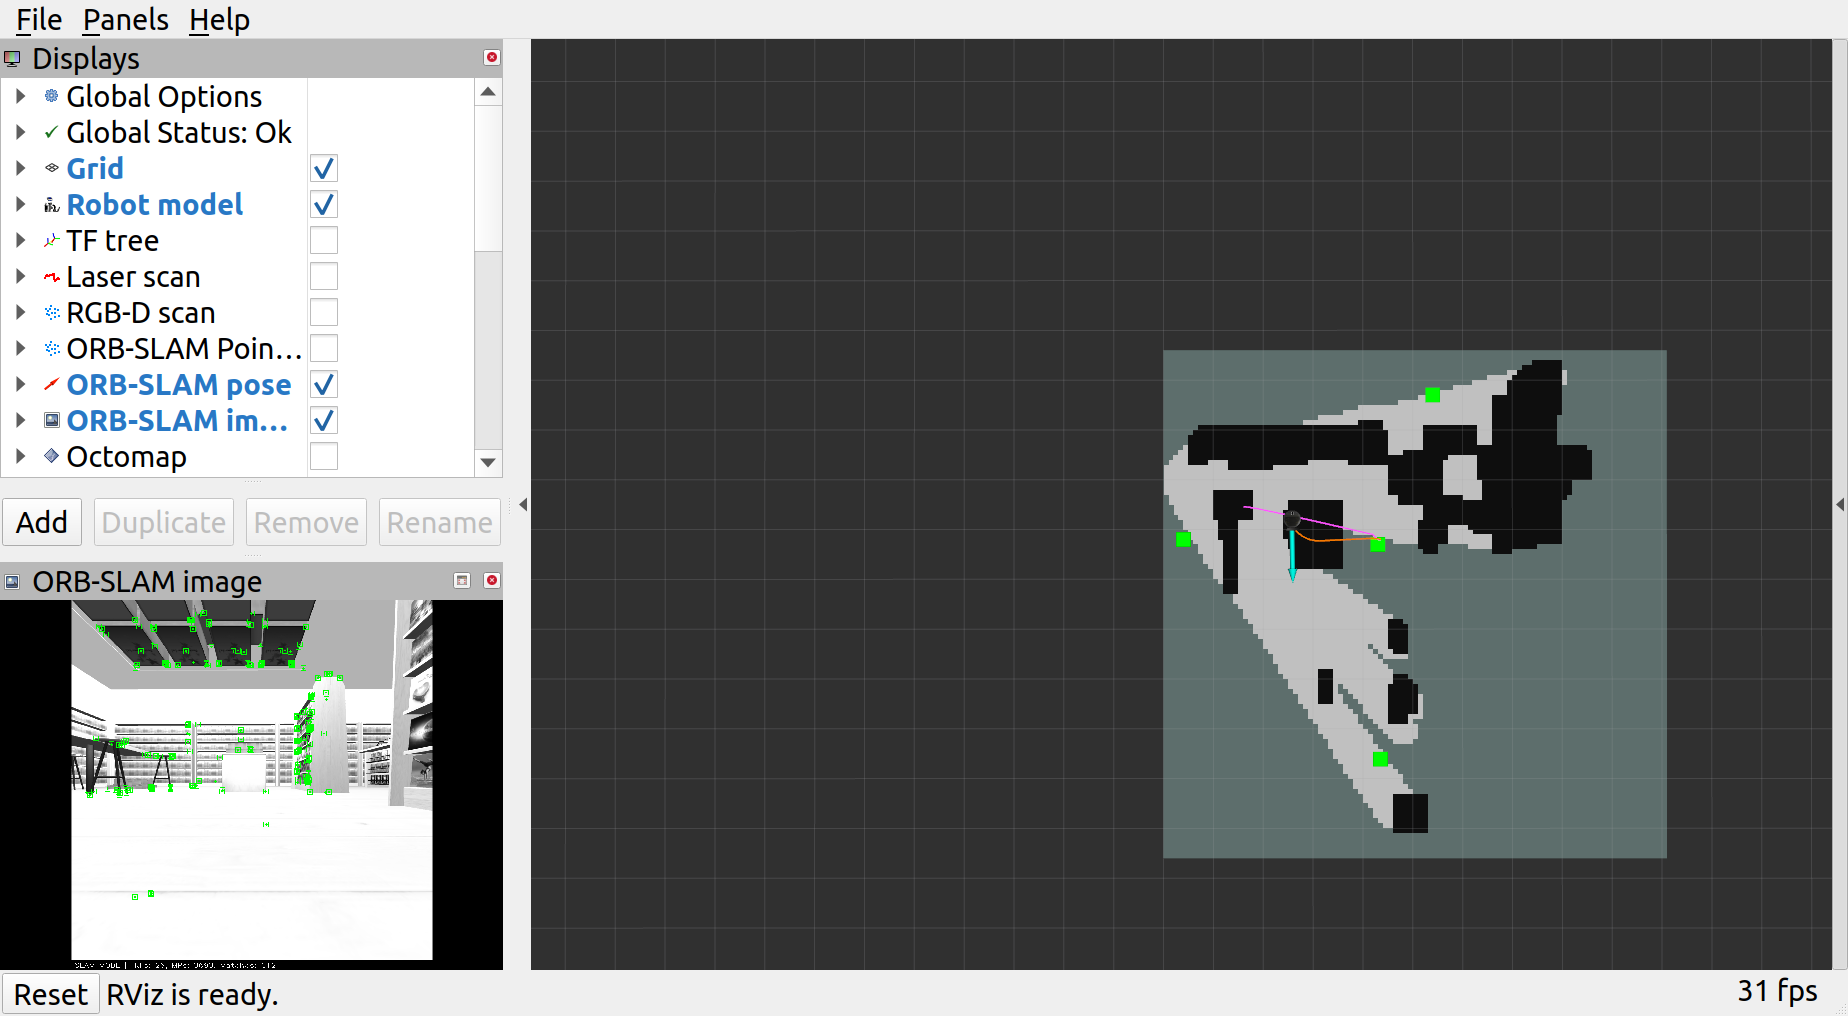 File Panels Help
Displays
Global Options
Global Status: Ok
Grid
Robot model
TF tree
Laser scan
RGB-D scan
ORB-SLAM Poin...
ORB-SLAM pose
ORB-SLAM im...
Octomap
Add Duplicate Remove Rename
ORB-SLAM image
SLAM MODE |
Reset RViz is ready.
31 fps